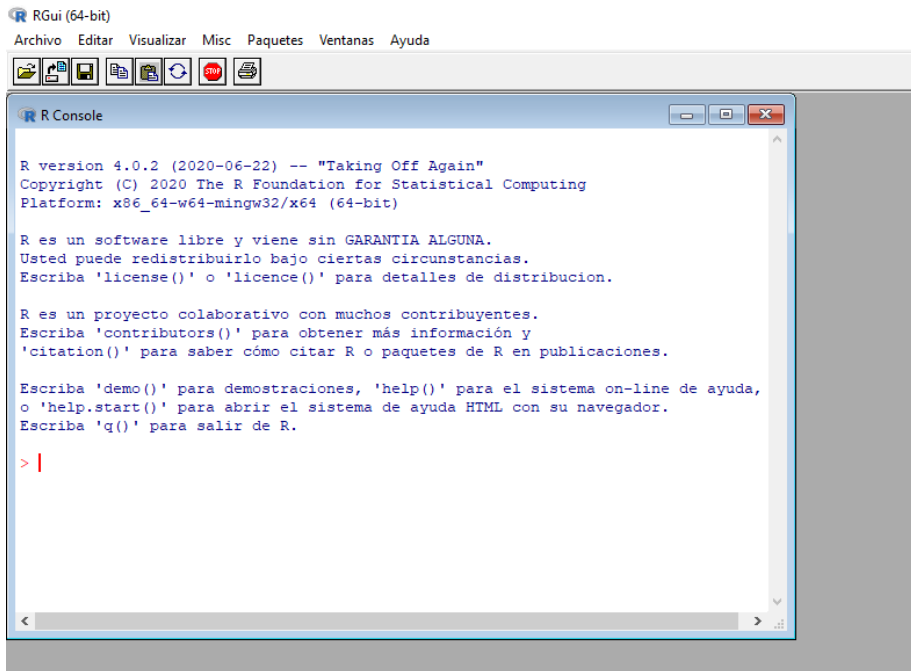 RGui (64-bit)
Archivo Editar Visualizar Misc Paquetes Ventanas Ayuda
STOP
R Console
R version 4.0.2 (2020-06-22) -- "Taking Off Again"
Copyright (C) 2020 The R Foundation for Statistical Computing
Platform: x86_64-w64-mingw32/x64 (64-bit)
R es un software libre y viene sin GARANTIA ALGUNA.
Usted puede redistribuirlo bajo ciertas circunstancias.
Escriba 'license()' o 'licence()' para detalles de distribucion.
R es un proyecto colaborativo con muchos contribuyentes.
Escriba 'contributors()' para obtener más información y
'citation()' para saber cómo citar R o paquetes de R en publicaciones.
Escriba 'demo()' para demostraciones, 'help()' para el sistema on-line de ayuda,
o 'help.start()' para abrir el sistema de ayuda HTML con su navegador.
Escriba 'q()' para salir de R.
>